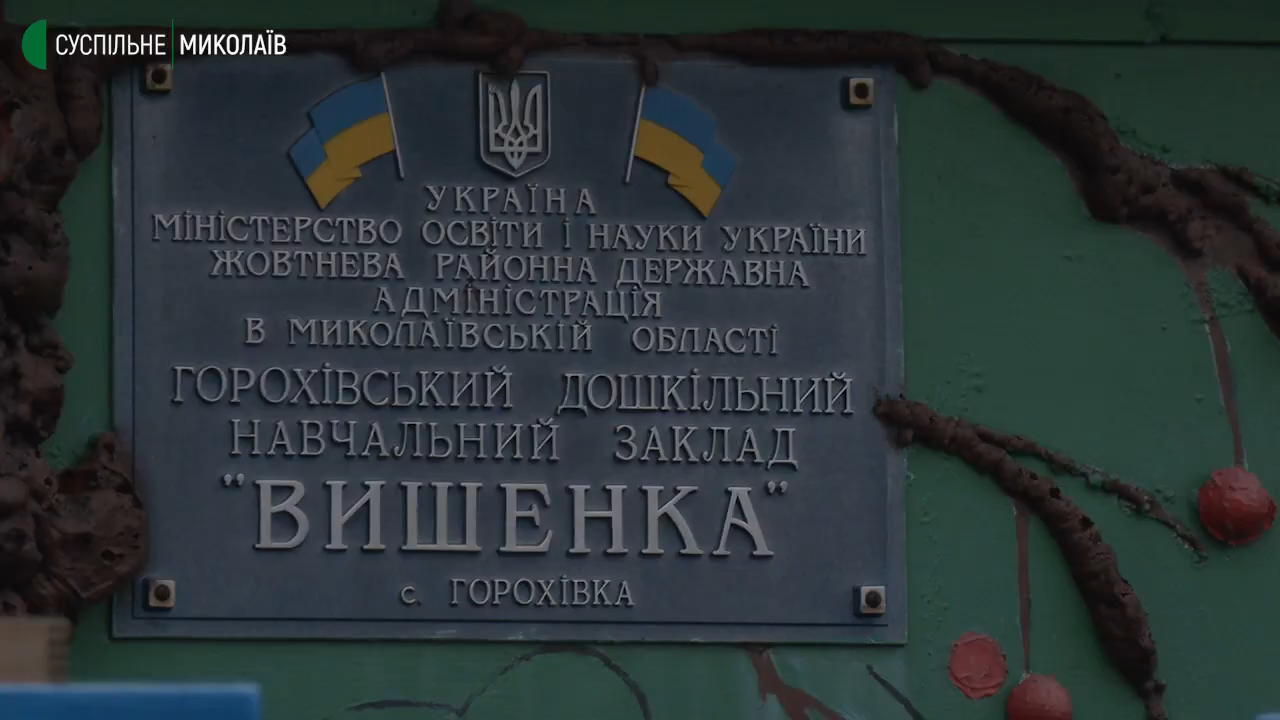 СУСПІЛЬНЕ МИКОЛАЇВ
УКРАЇНА
МІНІСТЕРСТВО ОСВІТИ І НАУКИ УКРАЇНИ
ЖОВТНЕВА РАЙОННА ДЕРЖАВНА
АДМІНІСТРАЦІЯ
В МИКОЛАЇВСЬКІЙ ОБЛАСТІ
ГОРОХІВСЬКИЙ ДОШКІЛЬНИЙ
НАВЧАЛЬНИЙ ЗАКЛАД
"ВИШЕНКА"
с. ГОРОХІВКА